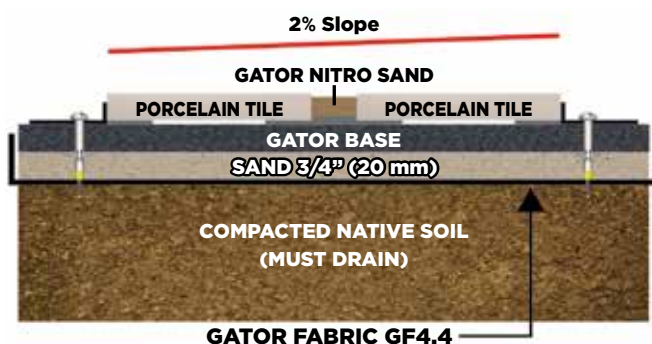 2% Slope
GATOR NITRO SAND
PORCELAIN TILE PORCELAIN TILE
GATOR BASE
SAND 3/4” (20 mm)
COMPACTED NATIVE SOIL
(MUST DRAIN)
GATOR FABRIC GF4.4